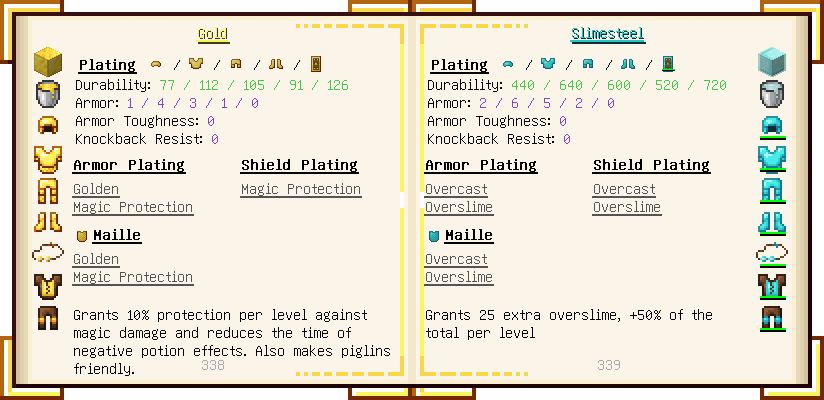 Gold
Plating / / / /
Durability: 77 / 112 / 105 / 91 / 126
Armor: 1 / 4 / 3 / 1 / 0
Armor Toughness: 0
Knockback Resist: 0
Armor Plating
Golden
Magic Protection
Shield Plating
Magic Protection
Maille
Golden
Magic Protection
Grants 10% protection per level against
magic damage and reduces the time of
negative potion effects. Also makes piglins
friendly.
338
Slimesteel
Plating / / / /
Durability: 440 / 640 / 600 / 520 / 720
Armor: 2 / 6 / 5 / 2 / 0
Armor Toughness: 0
Knockback Resist: 0
Armor Plating
Overcast
Overslime
Shield Plating
Overcast
Overslime
Maille
Overcast
Overslime
Grants 25 extra overslime, +50% of the
total per level
339